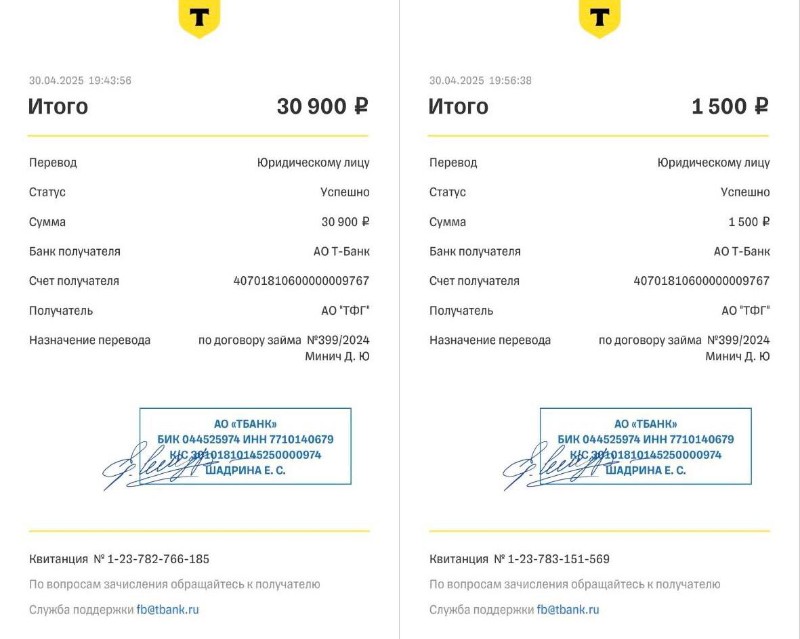 Т
30.04.2025 19:43:56
Итого 30 900 ₽
Перевод Юридическому лицу
Статус Успешно
Сумма 30 900 ₽
Банк получателя АО Т-Банк
Счет получателя 40701810600000009767
Получатель АО "ТФГ"
Назначение перевода по договору займа №399/2024
Минич Д. Ю
АО «ТБАНК»
БИК 044525974 ИНН 7710140679
К/С 30101810145250000974
ШАДРИНА Е. С.
Квитанция № 1-23-782-766-185
По вопросам зачисления обращайтесь к получателю
Служба поддержки fb@tbank.ru
Т
30.04.2025 19:56:38
Итого 1 500 ₽
Перевод Юридическому лицу
Статус Успешно
Сумма 1 500 ₽
Банк получателя АО Т-Банк
Счет получателя 40701810600000009767
Получатель АО "ТФГ"
Назначение перевода по договору займа №399/2024
Минич Д. Ю
АО «ТБАНК»
БИК 044525974 ИНН 7710140679
К/С 30101810145250000974
ШАДРИНА Е. С.
Квитанция № 1-23-783-151-569
По вопросам зачисления обращайтесь к получателю
Служба поддержки fb@tbank.ru